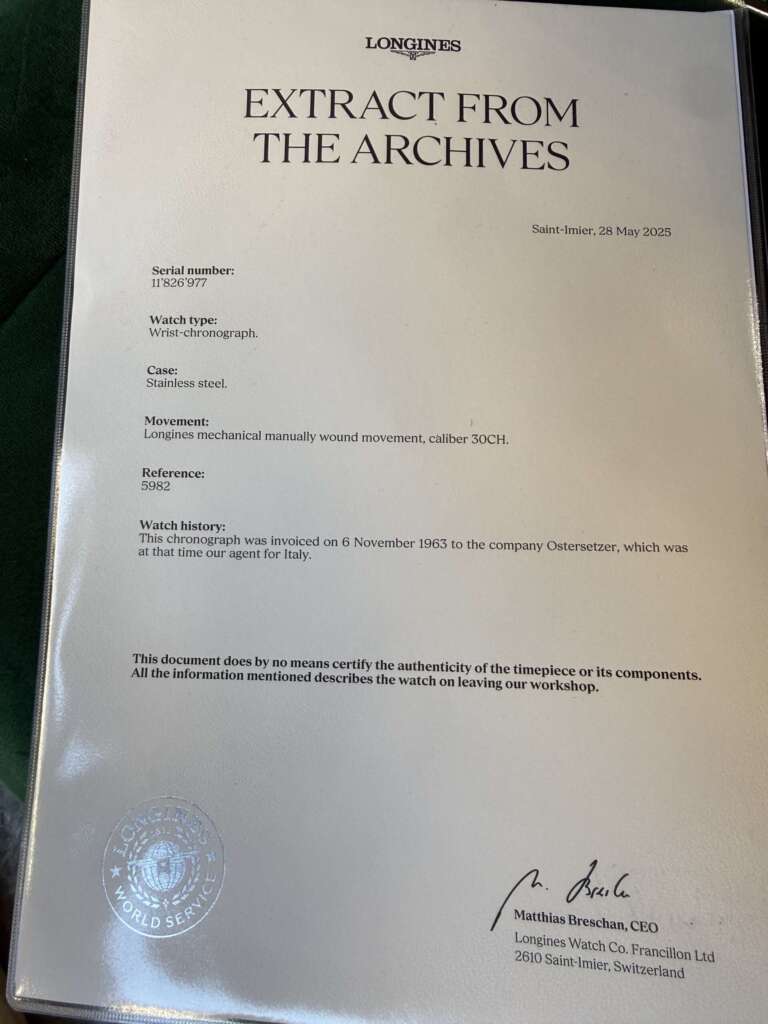 LONGINES
EXTRACT FROM
THE ARCHIVES
Saint-Imier, 28 May 2025
Serial number:
11'826'977
Watch type:
Wrist-chronograph.
Case:
Stainless steel.
Movement:
Longines mechanical manually wound movement, caliber 30CH.
Reference:
5982
Watch history:
This chronograph was invoiced on 6 November 1963 to the company Ostersetzer, which was
at that time our agent for Italy.
This document does by no means certify the authenticity of the timepiece or its components.
All the information mentioned describes the watch on leaving our workshop.
LONGINES
WORLD SERVICE
Matthias Breschan, CEO
Longines Watch Co. Francillon Ltd
2610 Saint-Imier, Switzerland